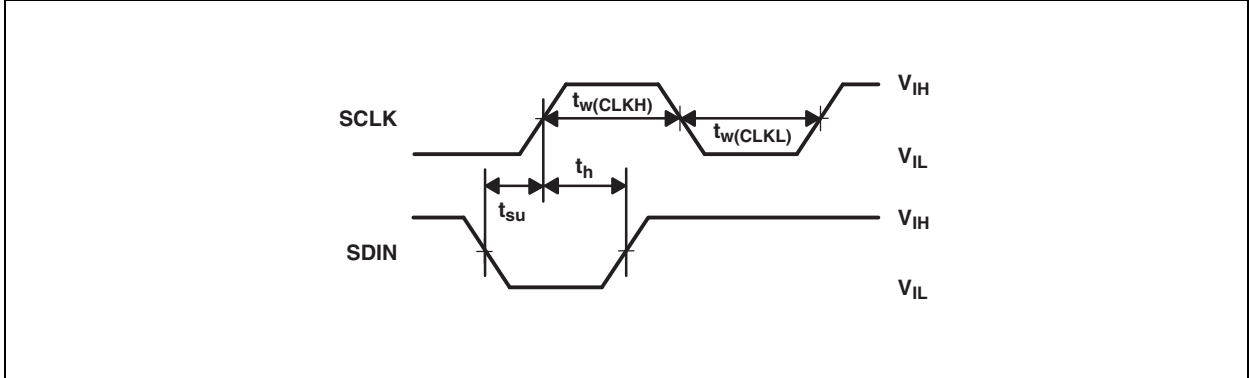 V_IH
SCLK
t_w(CLKH)
t_w(CLKL)
V_IL
t_h
t_su
V_IH
SDIN
V_IL